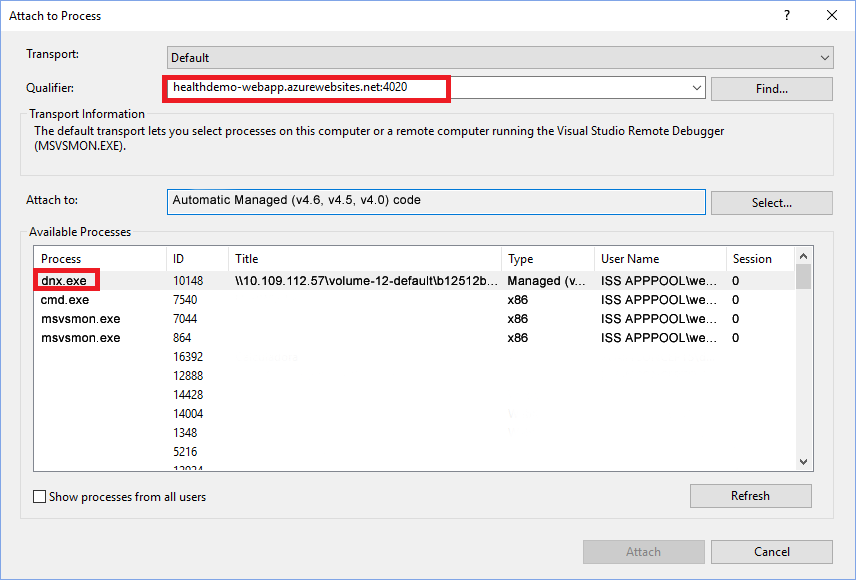 Attach to Process
Transport: Default
Qualifier: healthdemo-webapp.azurewebsites.net:4020 Find...
Transport Information
The default transport lets you select processes on this computer or a remote computer running the Visual Studio Remote Debugger
(MSVSMON.EXE).
Attach to: Automatic Managed (v4.6, v4.5, v4.0) code Select...
Available Processes
Process ID Title Type User Name Session
dnx.exe 10148 \\10.109.112.57\volume-12-default\b12512b... Managed (v... ISS APPPOOL\we... 0
cmd.exe 7540 x86 ISS APPPOOL\we... 0
msvsmon.exe 7044 x86 ISS APPPOOL\we... 0
msvsmon.exe 864 x86 ISS APPPOOL\we... 0
16392
12888
14428
14004
1348
5216
Show processes from all users Refresh
Attach Cancel